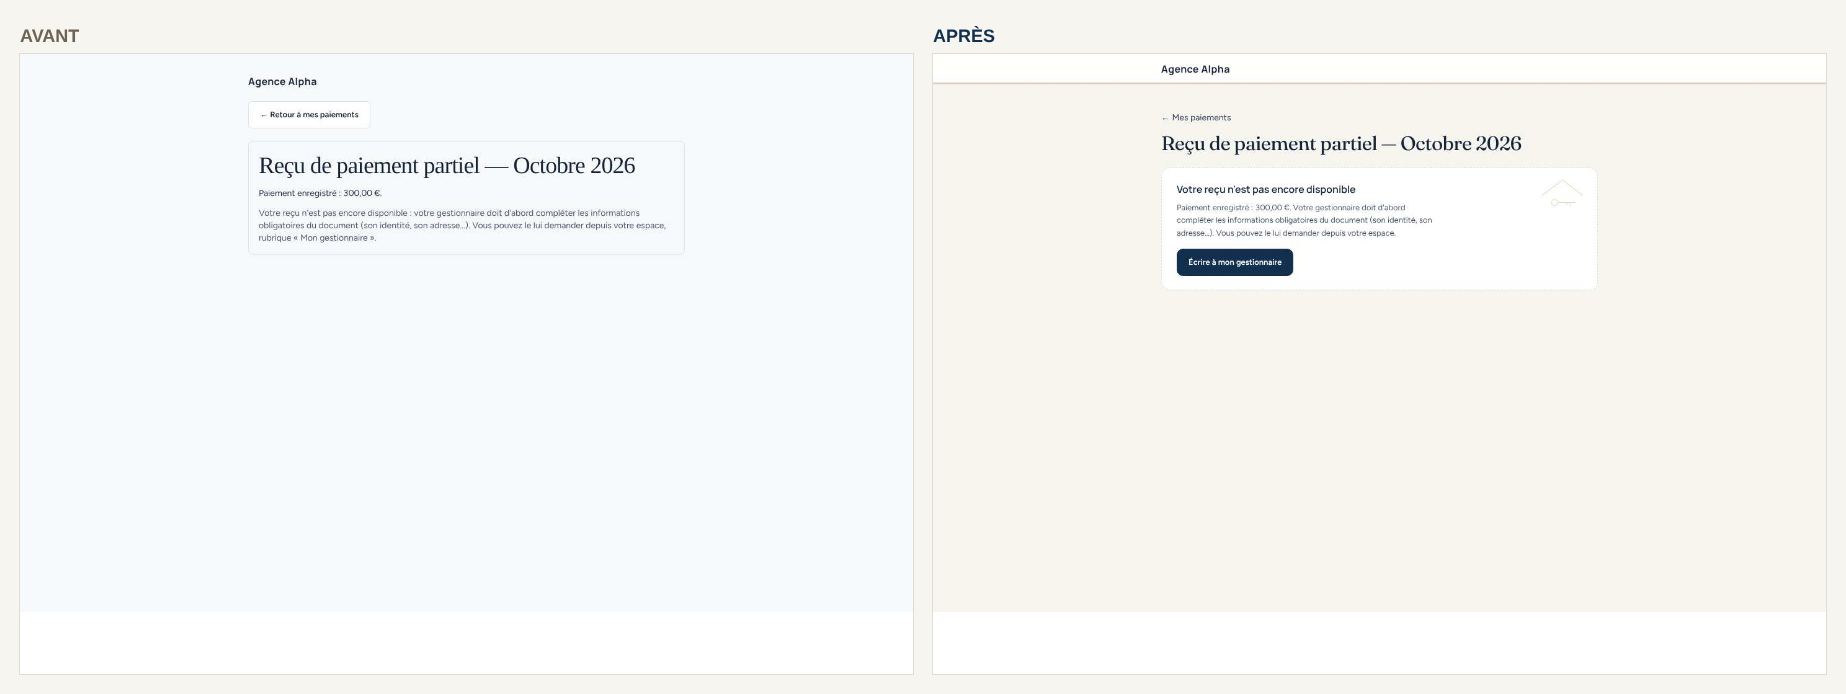 AVANT
Agence Alpha
← Retour à mes paiements
Reçu de paiement partiel — Octobre 2026
Paiement enregistré : 300,00 €.
Votre reçu n'est pas encore disponible : votre gestionnaire doit d'abord compléter les informations
obligatoires du document (son identité, son adresse…). Vous pouvez le lui demander depuis votre espace,
rubrique « Mon gestionnaire ».
APRÈS
Agence Alpha
← Mes paiements
Reçu de paiement partiel — Octobre 2026
Votre reçu n'est pas encore disponible
Paiement enregistré : 300,00 €. Votre gestionnaire doit d'abord
compléter les informations obligatoires du document (son identité, son
adresse…). Vous pouvez le lui demander depuis votre espace.
Écrire à mon gestionnaire